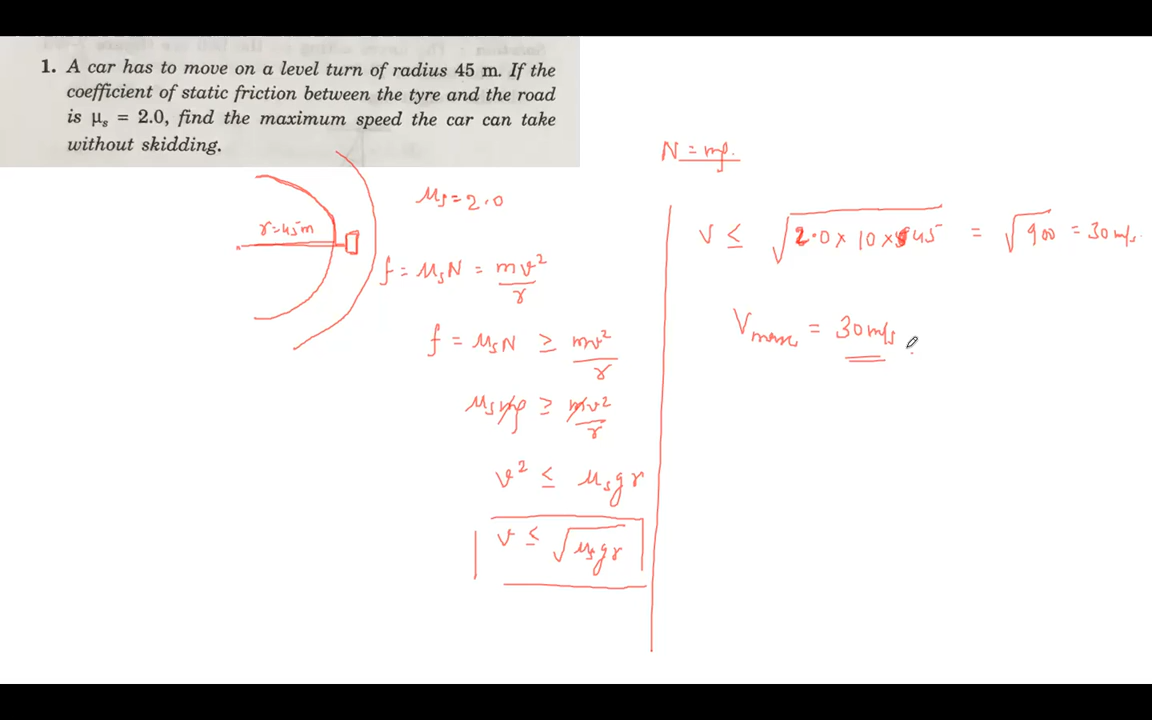 1. A car has to move on a level turn of radius 45 m. If the
coefficient of static friction between the tyre and the road
is μs = 2.0, find the maximum speed the car can take
without skidding.
r=45m
μs=2.0
f = μsN = mv²/r
f = μsN ≥ mv²/r
μsmg ≥ mv²/r
v² ≤ μsgr
v ≤ √μsgr
N = mg.
V ≤ √2.0 × 10 × 45 = √900 = 30 m/s.
Vmax = 30 m/s